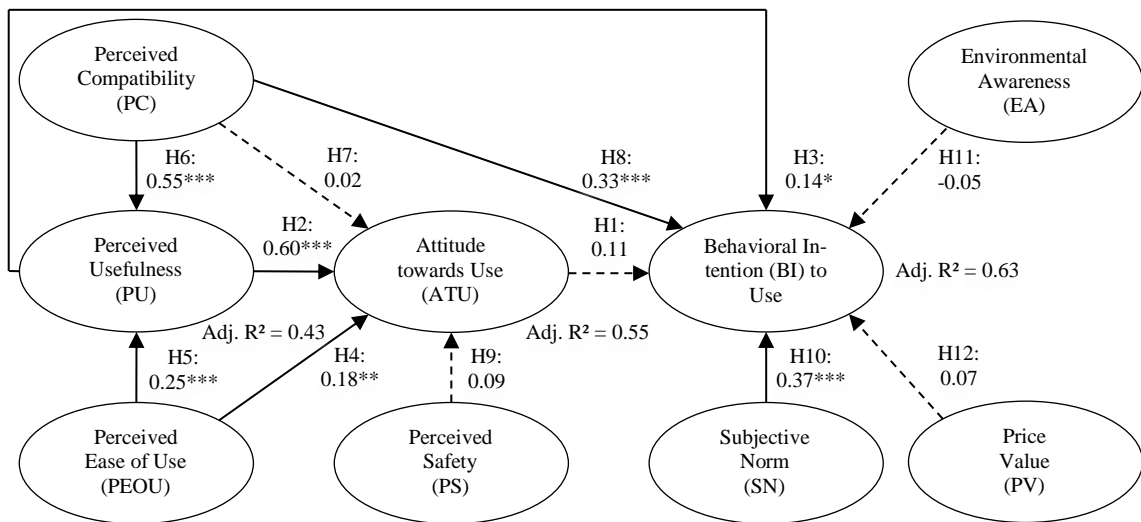 Perceived
Compatibility
(PC)
Environmental
Awareness
(EA)
H6:
0.55***
H7:
0.02
H8:
0.33***
H3:
0.14*
H11:
-0.05
Perceived
Usefulness
(PU)
H2:
0.60***
Attitude
towards Use
(ATU)
H1:
0.11
Behavioral In-
tention (BI) to
Use
Adj. R² = 0.63
Adj. R² = 0.43
Adj. R² = 0.55
H5:
0.25***
H4:
0.18**
H9:
0.09
H10:
0.37***
H12:
0.07
Perceived
Ease of Use
(PEOU)
Perceived
Safety
(PS)
Subjective
Norm
(SN)
Price
Value
(PV)